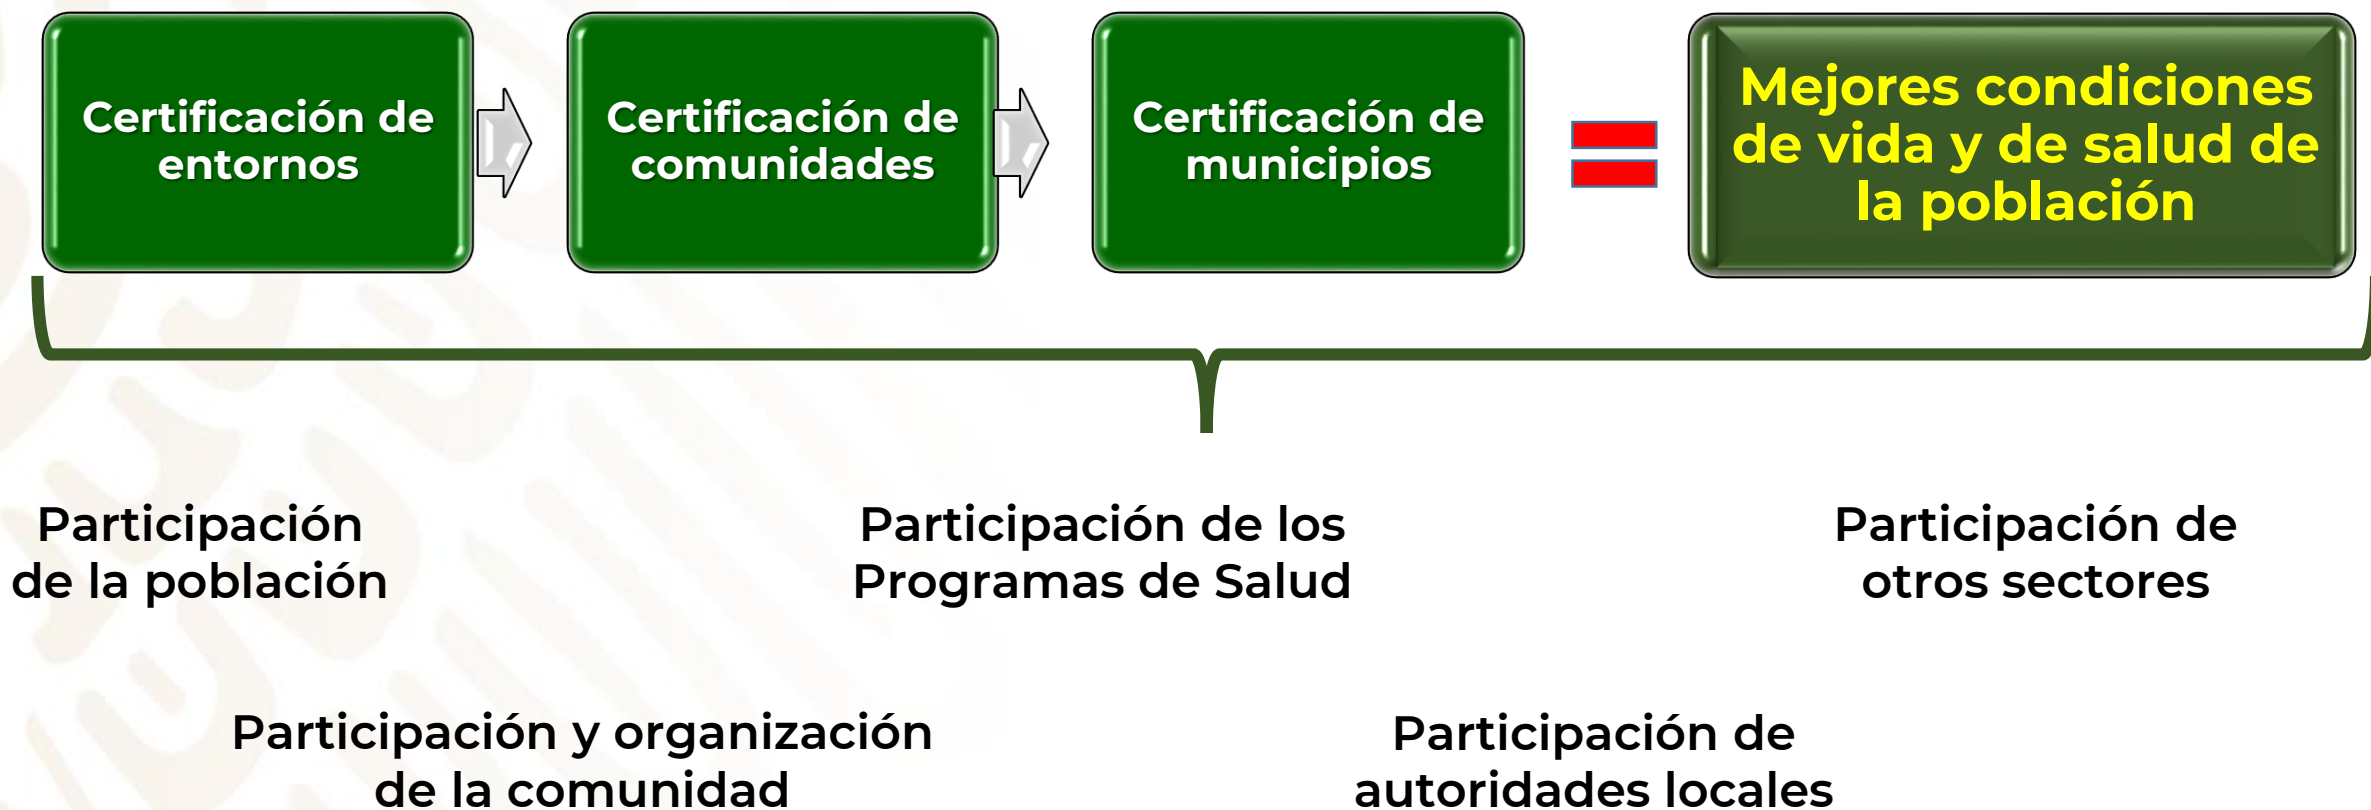 Certificación de
entornos
Certificación de
comunidades
Certificación de
municipios
Mejores condiciones
de vida y de salud de
la población
Participación
de la población
Participación de los
Programas de Salud
Participación de
otros sectores
Participación y organización
de la comunidad
Participación de
autoridades locales